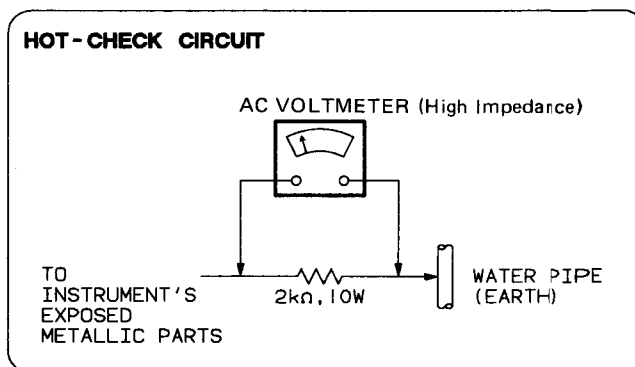 HOT-CHECK CIRCUIT
AC VOLTMETER (High Impedance)
TO
INSTRUMENT'S
EXPOSED
METALLIC PARTS
2kΩ, 10W
WATER PIPE
(EARTH)